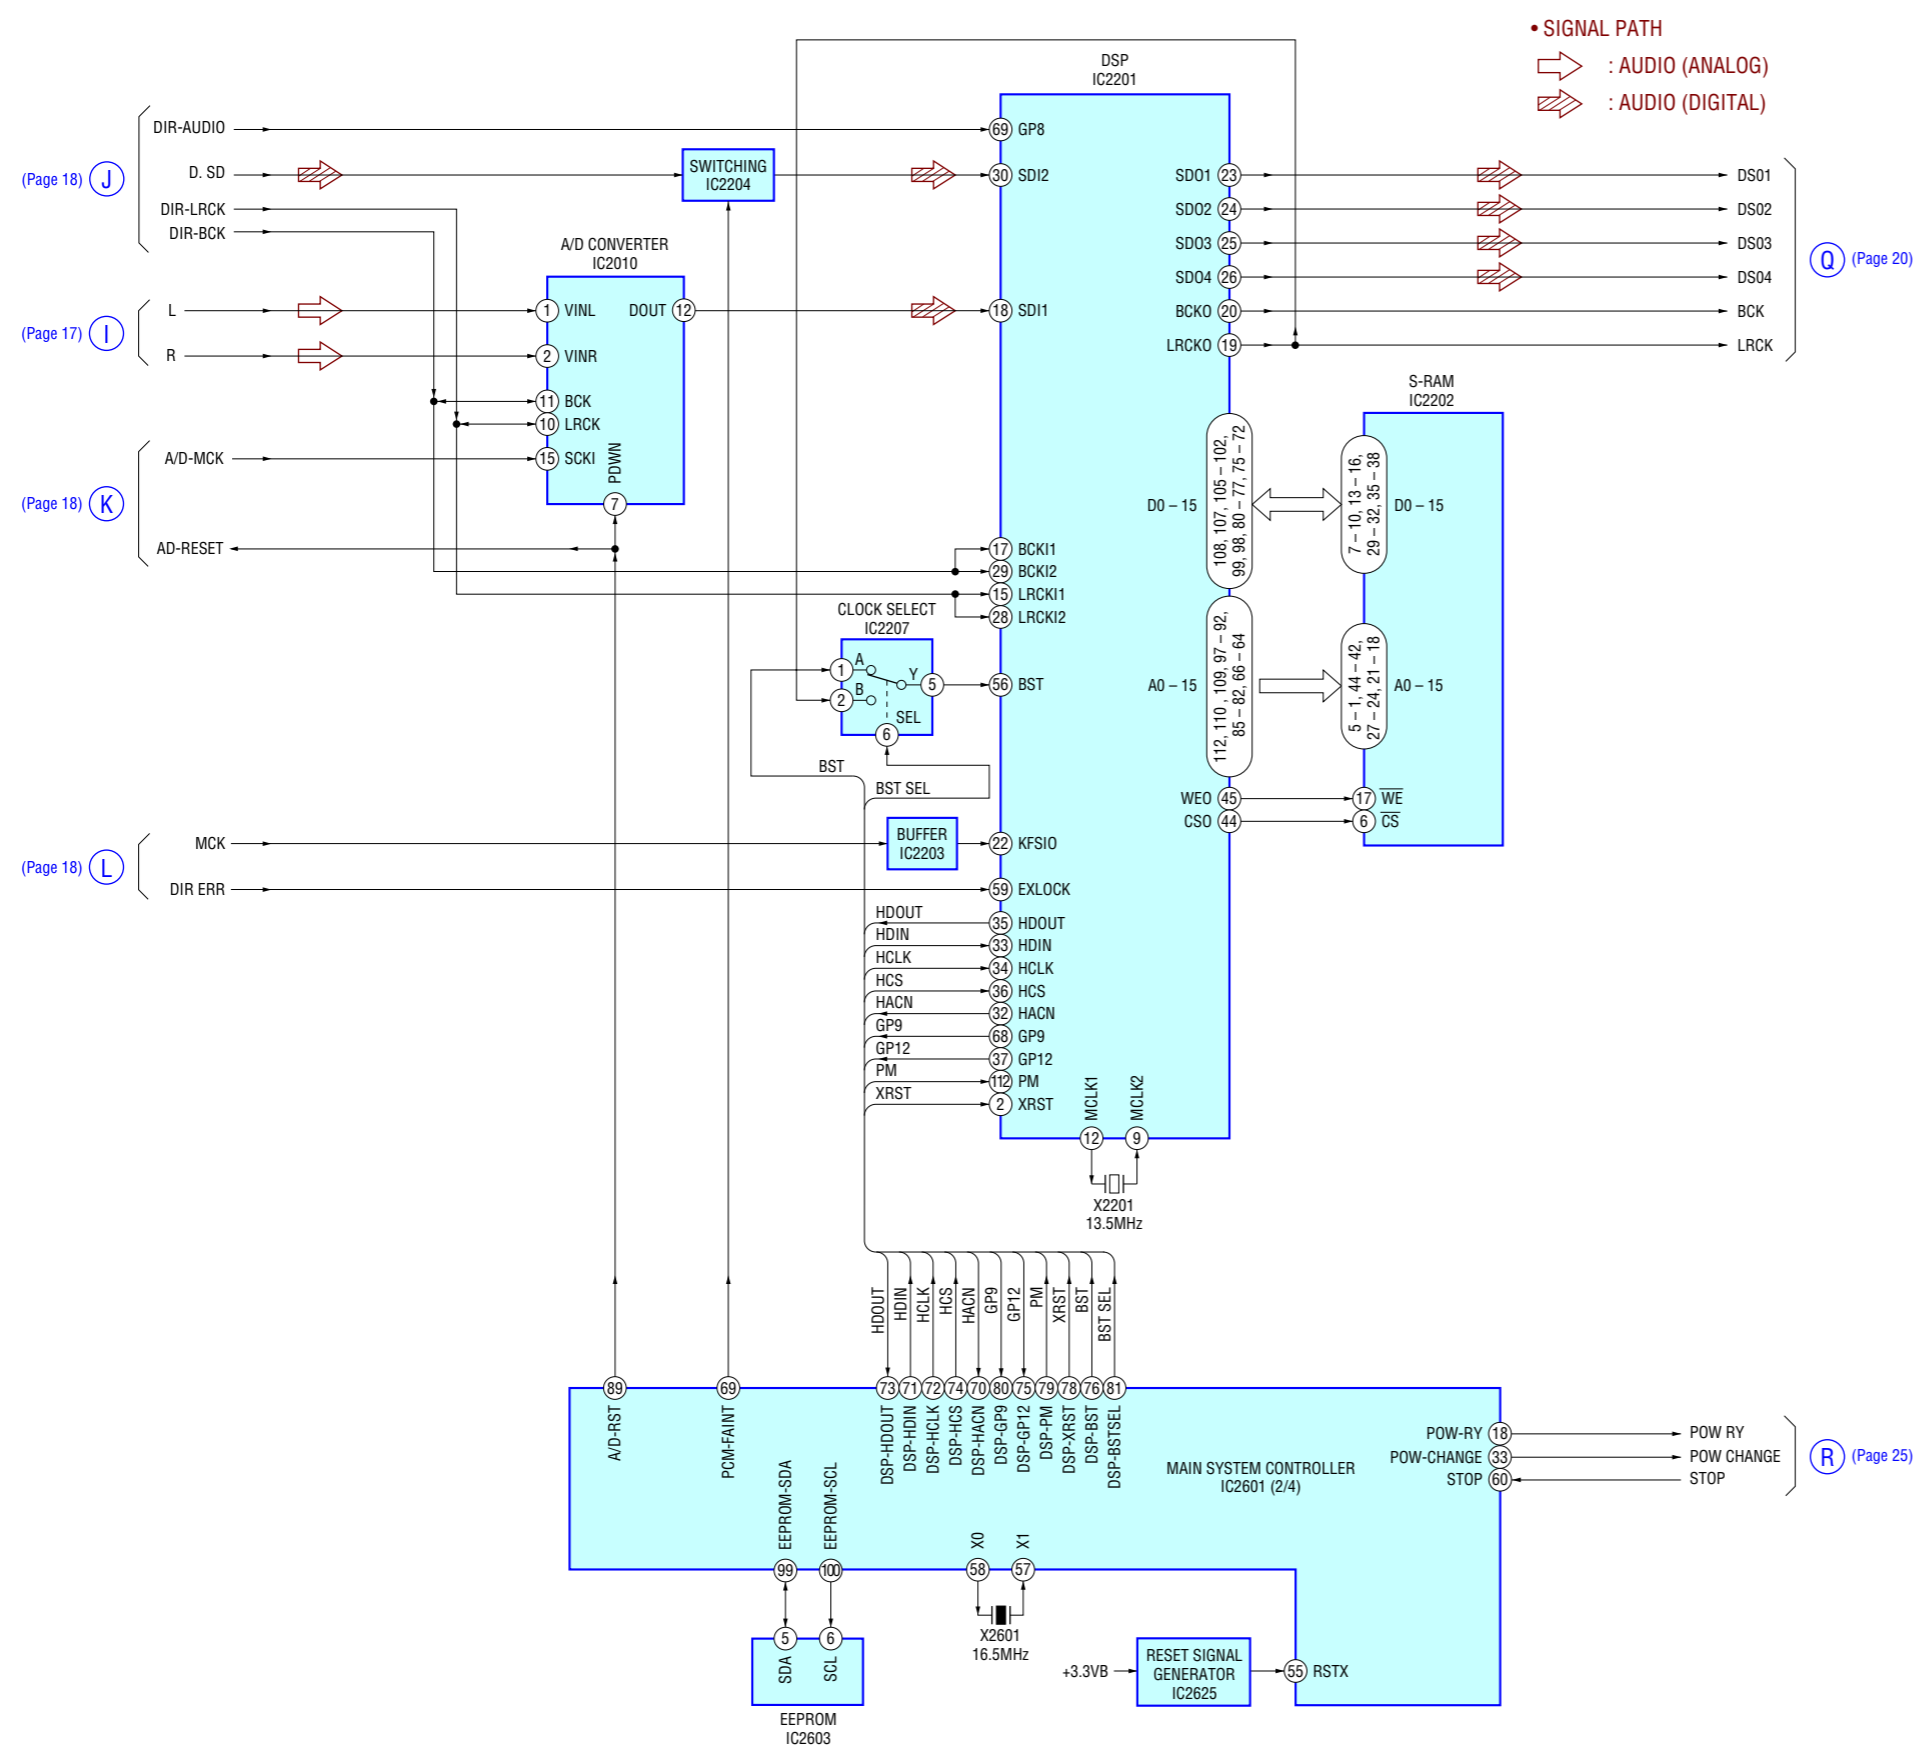 • SIGNAL PATH
: AUDIO (ANALOG)
: AUDIO (DIGITAL)
DSP
IC2201
(Page 18) J
DIR-AUDIO
D. SD
DIR-LRCK
DIR-BCK
SWITCHING
IC2204
69 GP8
30 SDI2
SDO1 23
SDO2 24
SDO3 25
SDO4 26
BCKO 20
LRCKO 19
DS01
DS02
DS03
DS04
BCK
LRCK
Q (Page 20)
A/D CONVERTER
IC2010
(Page 17) I
L
R
1 VINL
2 VINR
11 BCK
10 LRCK
15 SCKI
DOUT 12
PDWN
7
18 SDI1
(Page 18) K
A/D-MCK
AD-RESET
17 BCKI1
29 BCKI2
15 LRCKI1
28 LRCKI2
S-RAM
IC2202
D0 – 15
108, 107, 105 – 102,
99, 98, 80 – 77, 75 – 72
7 – 10, 13 – 16,
29 – 32, 35 – 38
D0 – 15
A0 – 15
112, 110 , 109, 97 – 92,
85 – 82, 66 – 64
5 – 1, 44 – 42,
27 – 24, 21 – 18
A0 – 15
WEO 45
CSO 44
17 WE
6 CS
CLOCK SELECT
IC2207
1 A
2 B
Y 5
SEL
6
56 BST
BST
BST SEL
(Page 18) L
MCK
DIR ERR
BUFFER
IC2203
22 KFSIO
59 EXLOCK
HDOUT 35 HDOUT
HDIN 33 HDIN
HCLK 34 HCLK
HCS 36 HCS
HACN 32 HACN
GP9 68 GP9
GP12 37 GP12
PM 112 PM
XRST 2 XRST
MCLK1
MCLK2
12
9
X2201
13.5MHz
HDOUT
HDIN
HCLK
HCS
HACN
GP9
GP12
PM
XRST
BST
BST SEL
89 A/D-RST
69 PCM-FAINT
73 DSP-HDOUT
71 DSP-HDIN
72 DSP-HCLK
74 DSP-HCS
70 DSP-HACN
80 DSP-GP9
75 DSP-GP12
79 DSP-PM
78 DSP-XRST
76 DSP-BST
81 DSP-BSTSEL
MAIN SYSTEM CONTROLLER
IC2601 (2/4)
POW-RY 18
POW-CHANGE 33
STOP 60
POW RY
POW CHANGE
STOP
R (Page 25)
EEPROM-SDA
EEPROM-SCL
99
100
X0
X1
58
57
X2601
16.5MHz
5
6
SDA
SCL
EEPROM
IC2603
+3.3VB
RESET SIGNAL
GENERATOR
IC2625
55 RSTX